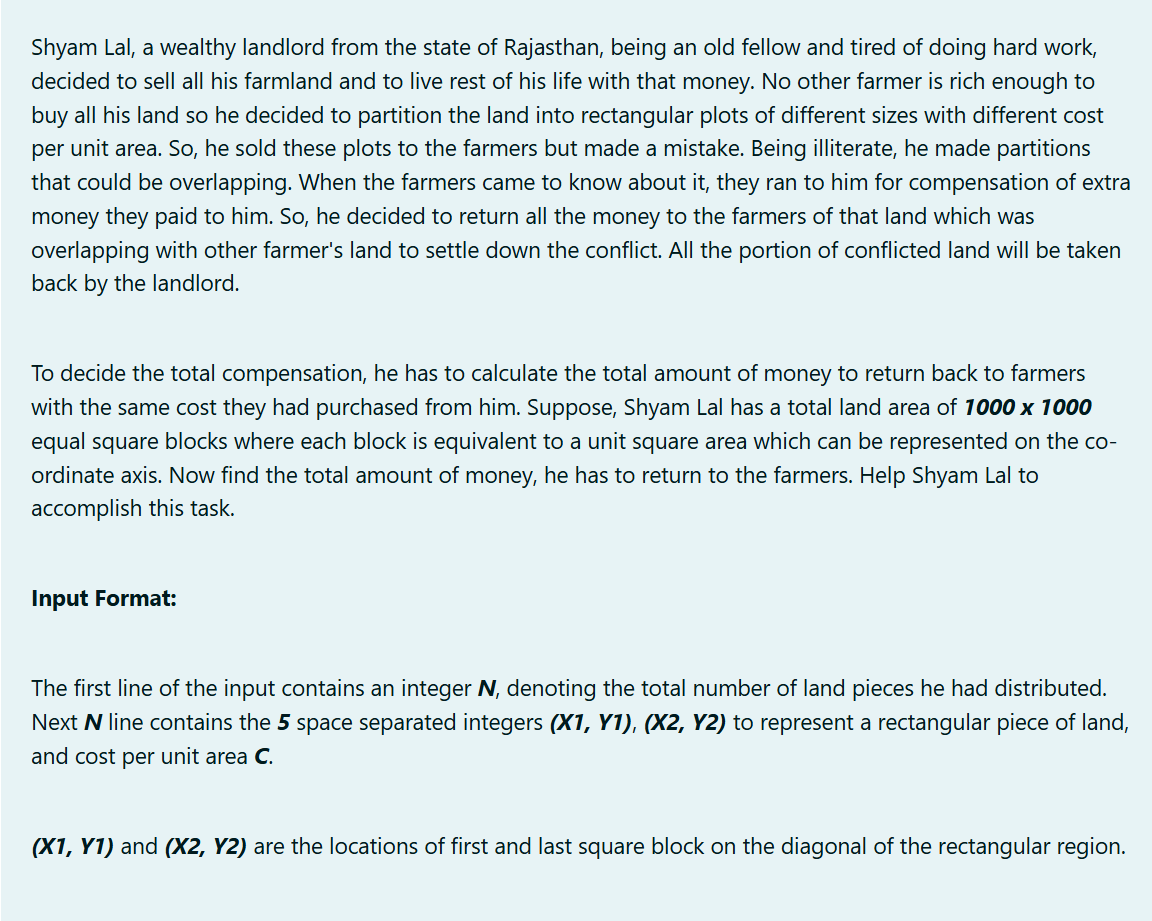 Shyam Lal, a wealthy landlord from the state of Rajasthan, being an old fellow and tired of doing hard work,
decided to sell all his farmland and to live rest of his life with that money. No other farmer is rich enough to
buy all his land so he decided to partition the land into rectangular plots of different sizes with different cost
per unit area. So, he sold these plots to the farmers but made a mistake. Being illiterate, he made partitions
that could be overlapping. When the farmers came to know about it, they ran to him for compensation of extra
money they paid to him. So, he decided to return all the money to the farmers of that land which was
overlapping with other farmer's land to settle down the conflict. All the portion of conflicted land will be taken
back by the landlord.
To decide the total compensation, he has to calculate the total amount of money to return back to farmers
with the same cost they had purchased from him. Suppose, Shyam Lal has a total land area of 1000 x 1000
equal square blocks where each block is equivalent to a unit square area which can be represented on the co-
ordinate axis. Now find the total amount of money, he has to return to the farmers. Help Shyam Lal to
accomplish this task.
Input Format:
The first line of the input contains an integer N, denoting the total number of land pieces he had distributed.
Next N line contains the 5 space separated integers (X1, Y1), (X2, Y2) to represent a rectangular piece of land,
and cost per unit area C.
(X1, Y1) and (X2, Y2) are the locations of first and last square block on the diagonal of the rectangular region.